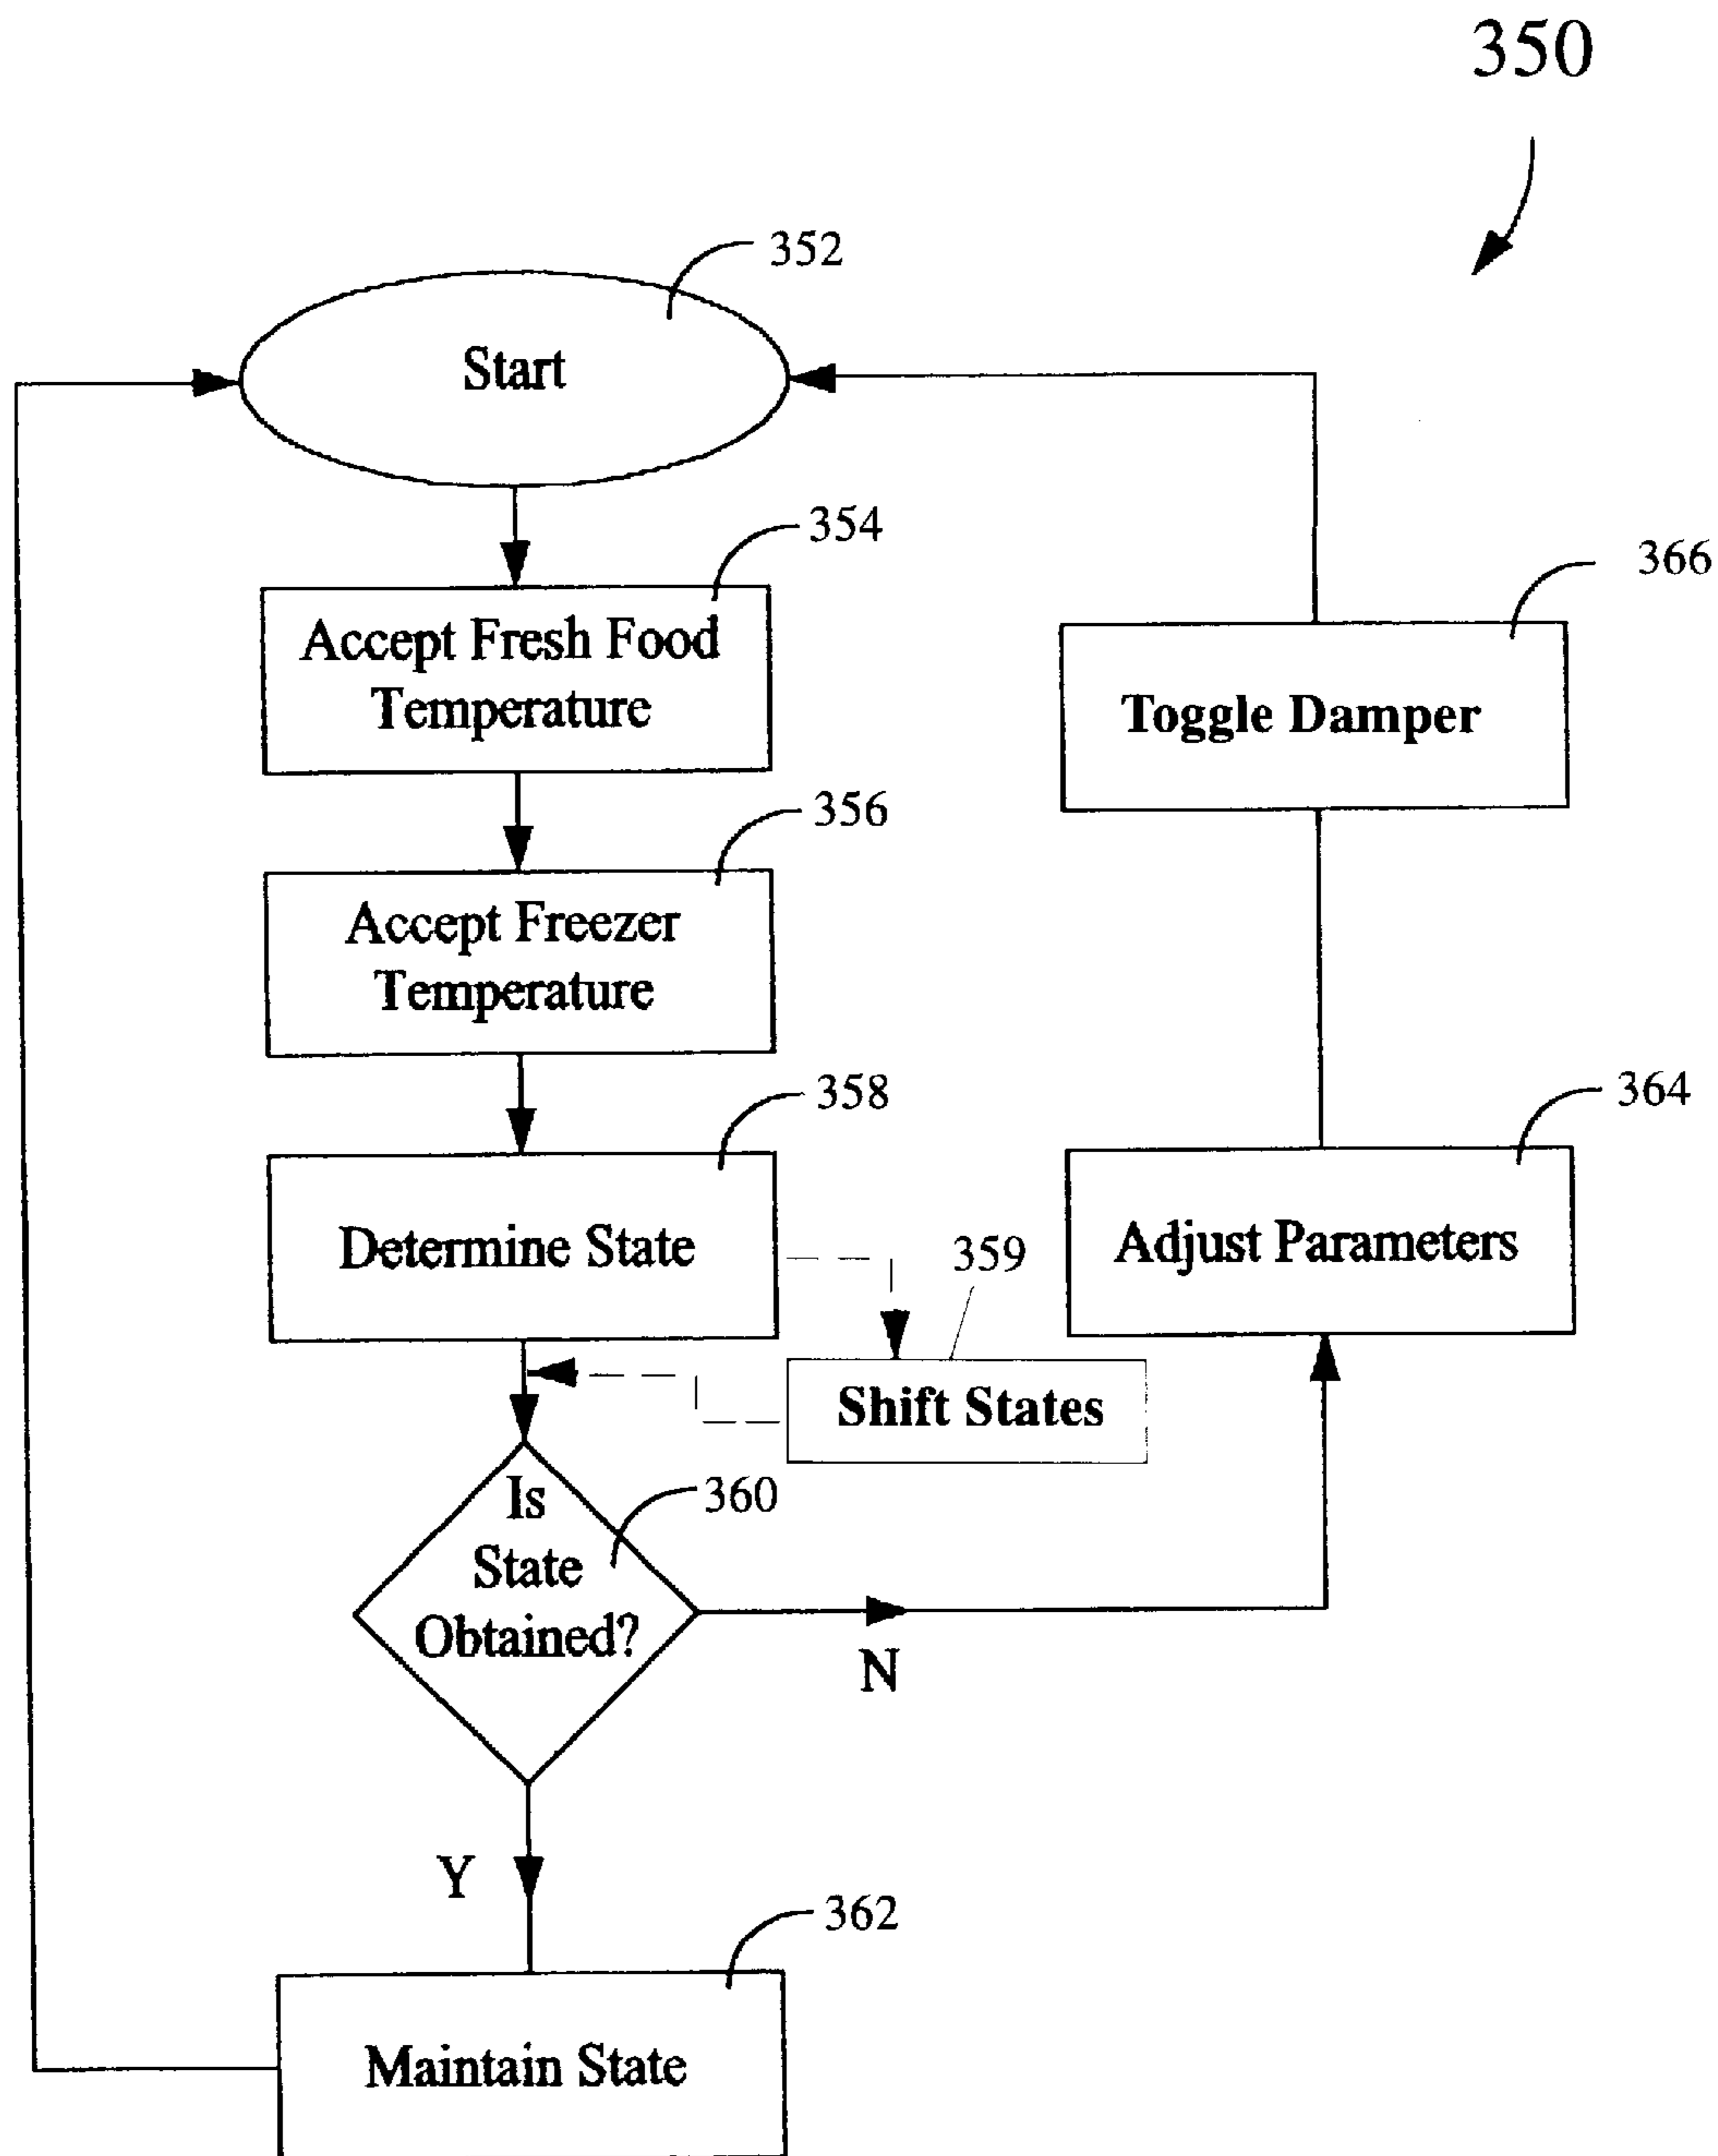 350
352
Start
354
Accept Fresh Food
Temperature
366
Toggle Damper
356
Accept Freezer
Temperature
358
Determine State
364
Adjust Parameters
359
Shift States
360
Is
State
Obtained?
N
Y
362
Maintain State